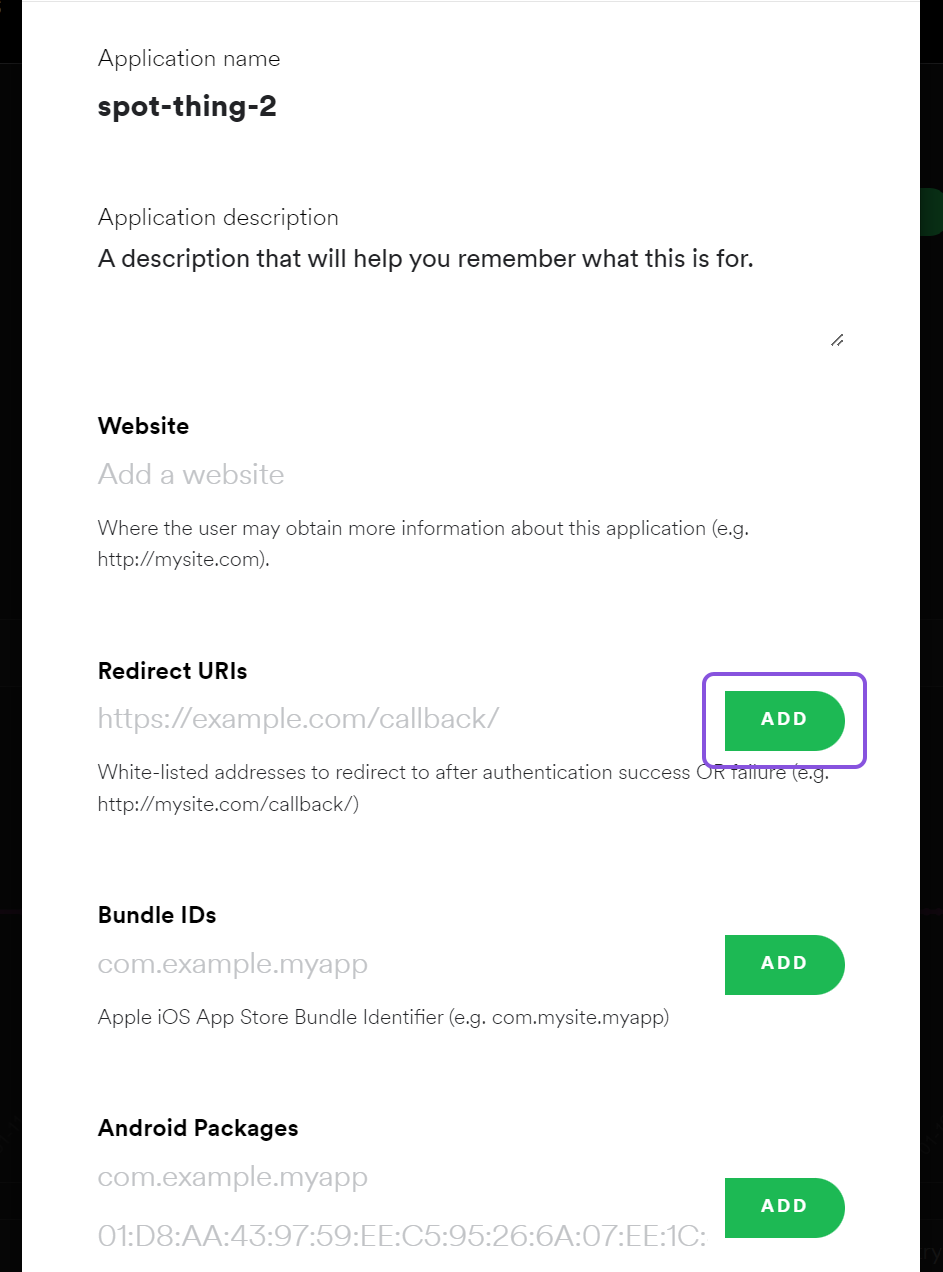 Application name
spot-thing-2
Application description
A description that will help you remember what this is for.
Website
Add a website
Where the user may obtain more information about this application (e.g.
http://mysite.com).
Redirect URIs
https://example.com/callback/
ADD
White-listed addresses to redirect to after authentication success OR failure (e.g.
http://mysite.com/callback/)
Bundle IDs
com.example.myapp
ADD
Apple iOS App Store Bundle Identifier (e.g. com.mysite.myapp)
Android Packages
com.example.myapp
ADD
01:D8:AA:43:97:59:EE:C5:95:26:6A:07:EE:1C: